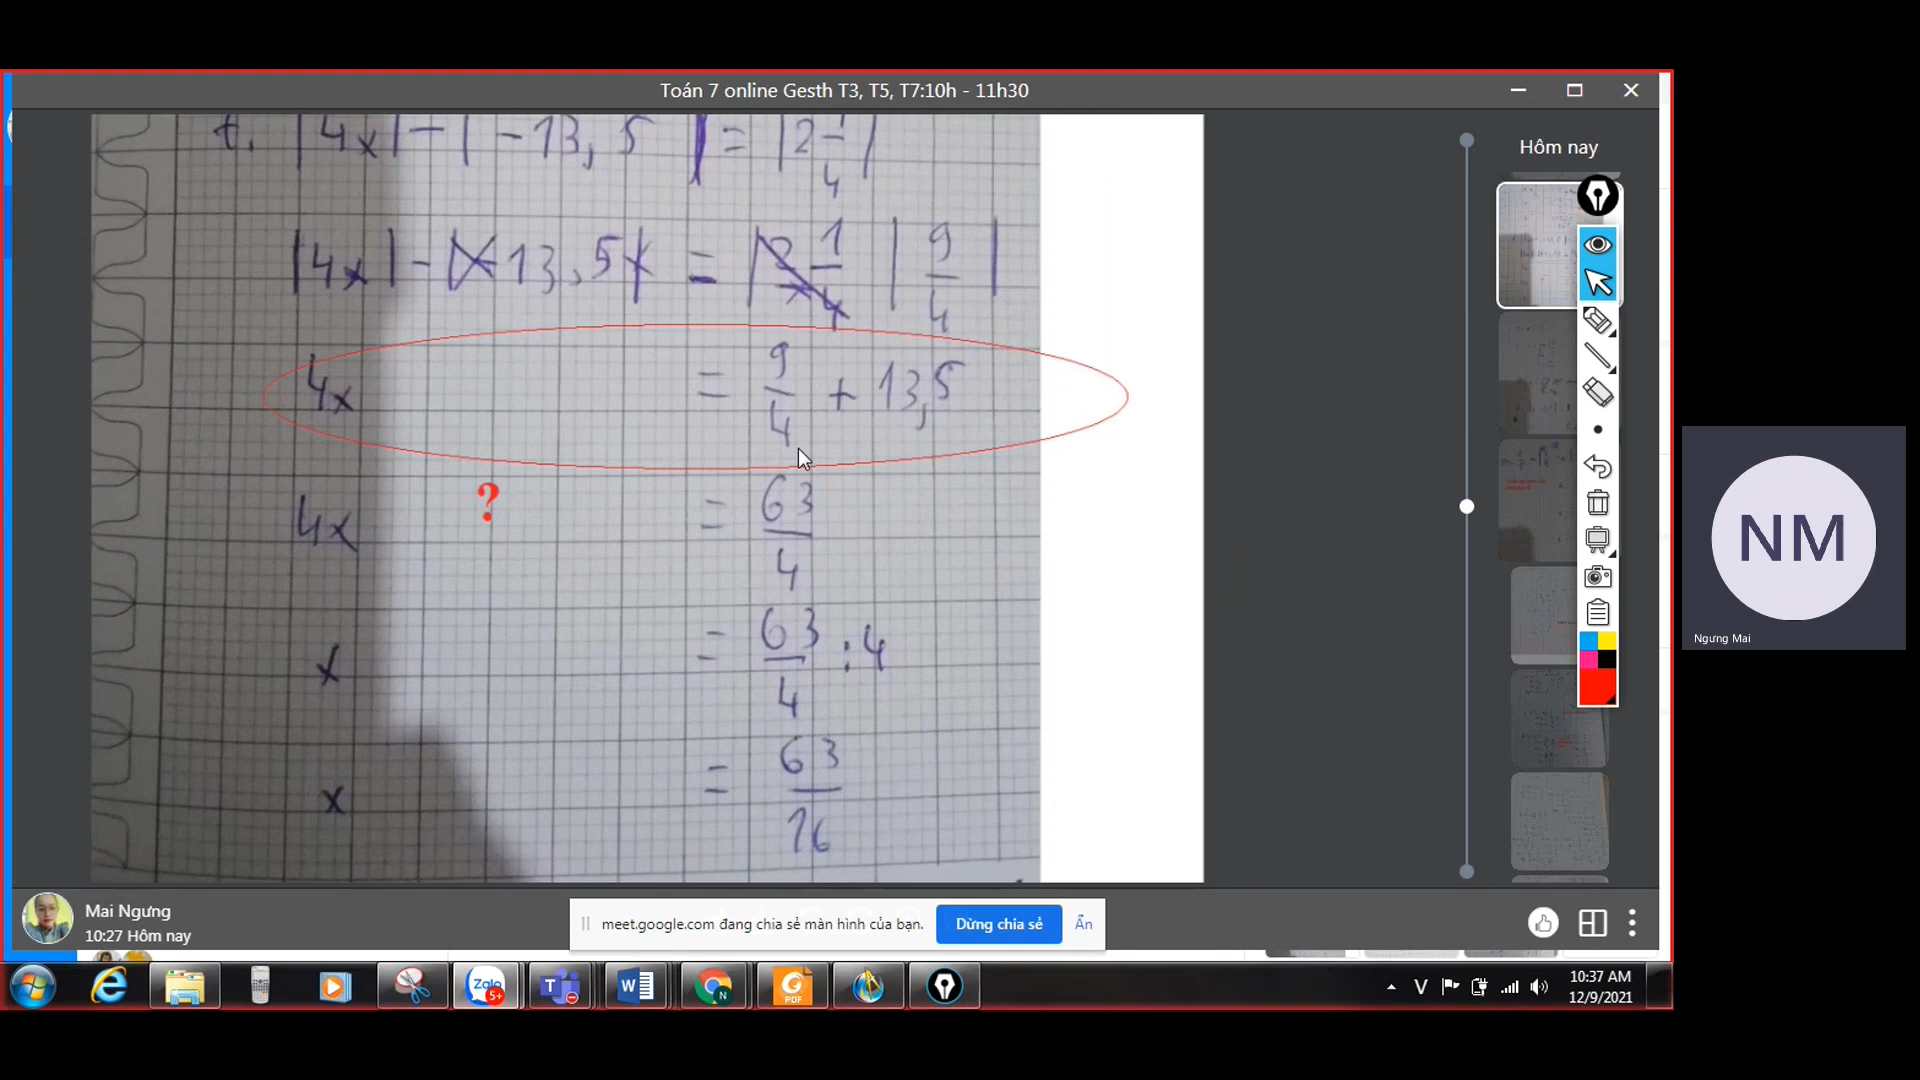 Toán 7 online Gesth T3, T5, T7:10h - 11h30
Hôm nay
t. |4x| - |-13,5| = |2 1/4|
|4x| - 13,5 = |9/4|
4x = 9/4 + 13,5
?
4x = 63/4
x = 63/4 : 4
x = 63/16
NM
Ngưng Mai
Mai Ngưng
10:27 Hôm nay
meet.google.com đang chia sẻ màn hình của bạn.
Dừng chia sẻ
Ẩn
Zalo
5+
T
W
N
PDF
V
10:37 AM
12/9/2021